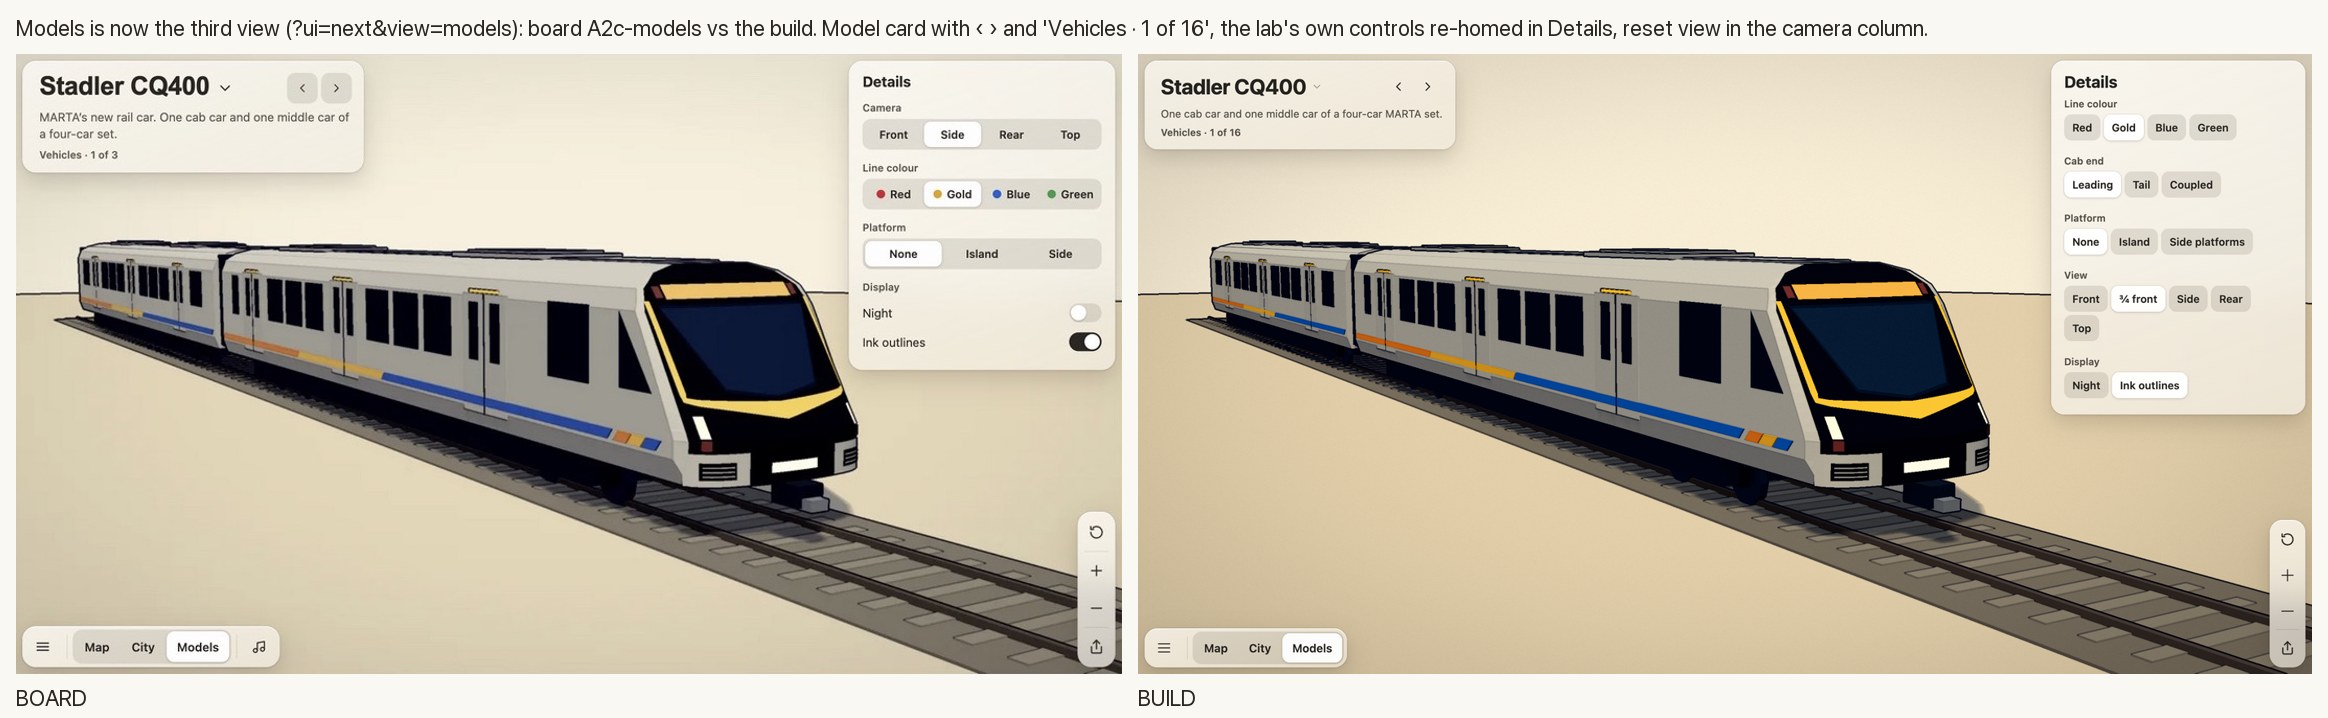 Models is now the third view (?ui=next&view=models): board A2c-models vs the build. Model card with ‹ › and 'Vehicles · 1 of 16', the lab's own controls re-homed in Details, reset view in the camera column.
Stadler CQ400
MARTA's new rail car. One cab car and one middle car of
a four-car set.
Vehicles · 1 of 3
Details
Camera
Front Side Rear Top
Line colour
Red Gold Blue Green
Platform
None Island Side
Display
Night
Ink outlines
Map City Models
BOARD
Stadler CQ400
One cab car and one middle car of a four-car MARTA set.
Vehicles · 1 of 16
Details
Line colour
Red Gold Blue Green
Cab end
Leading Tail Coupled
Platform
None Island Side platforms
View
Front ¾ front Side Rear
Top
Display
Night Ink outlines
Map City Models
BUILD